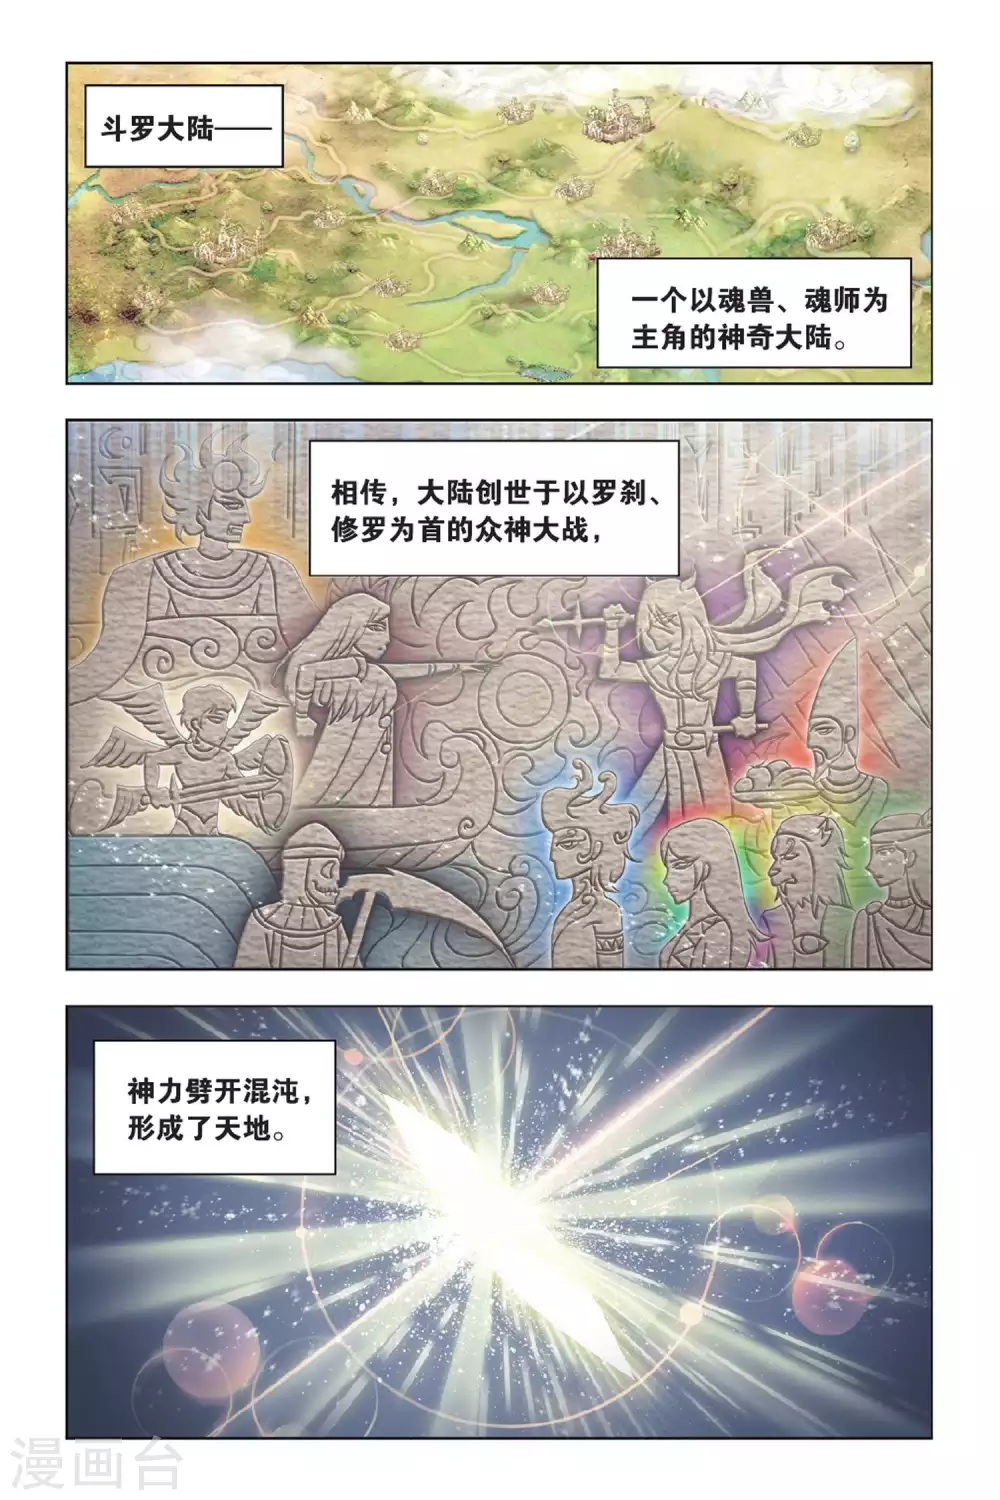 斗罗大陆——
一个以魂兽、魂师为
主角的神奇大陆。
相传，大陆创世于以罗刹、
修罗为首的众神大战，
神力劈开混沌，
形成了天地。
漫画台